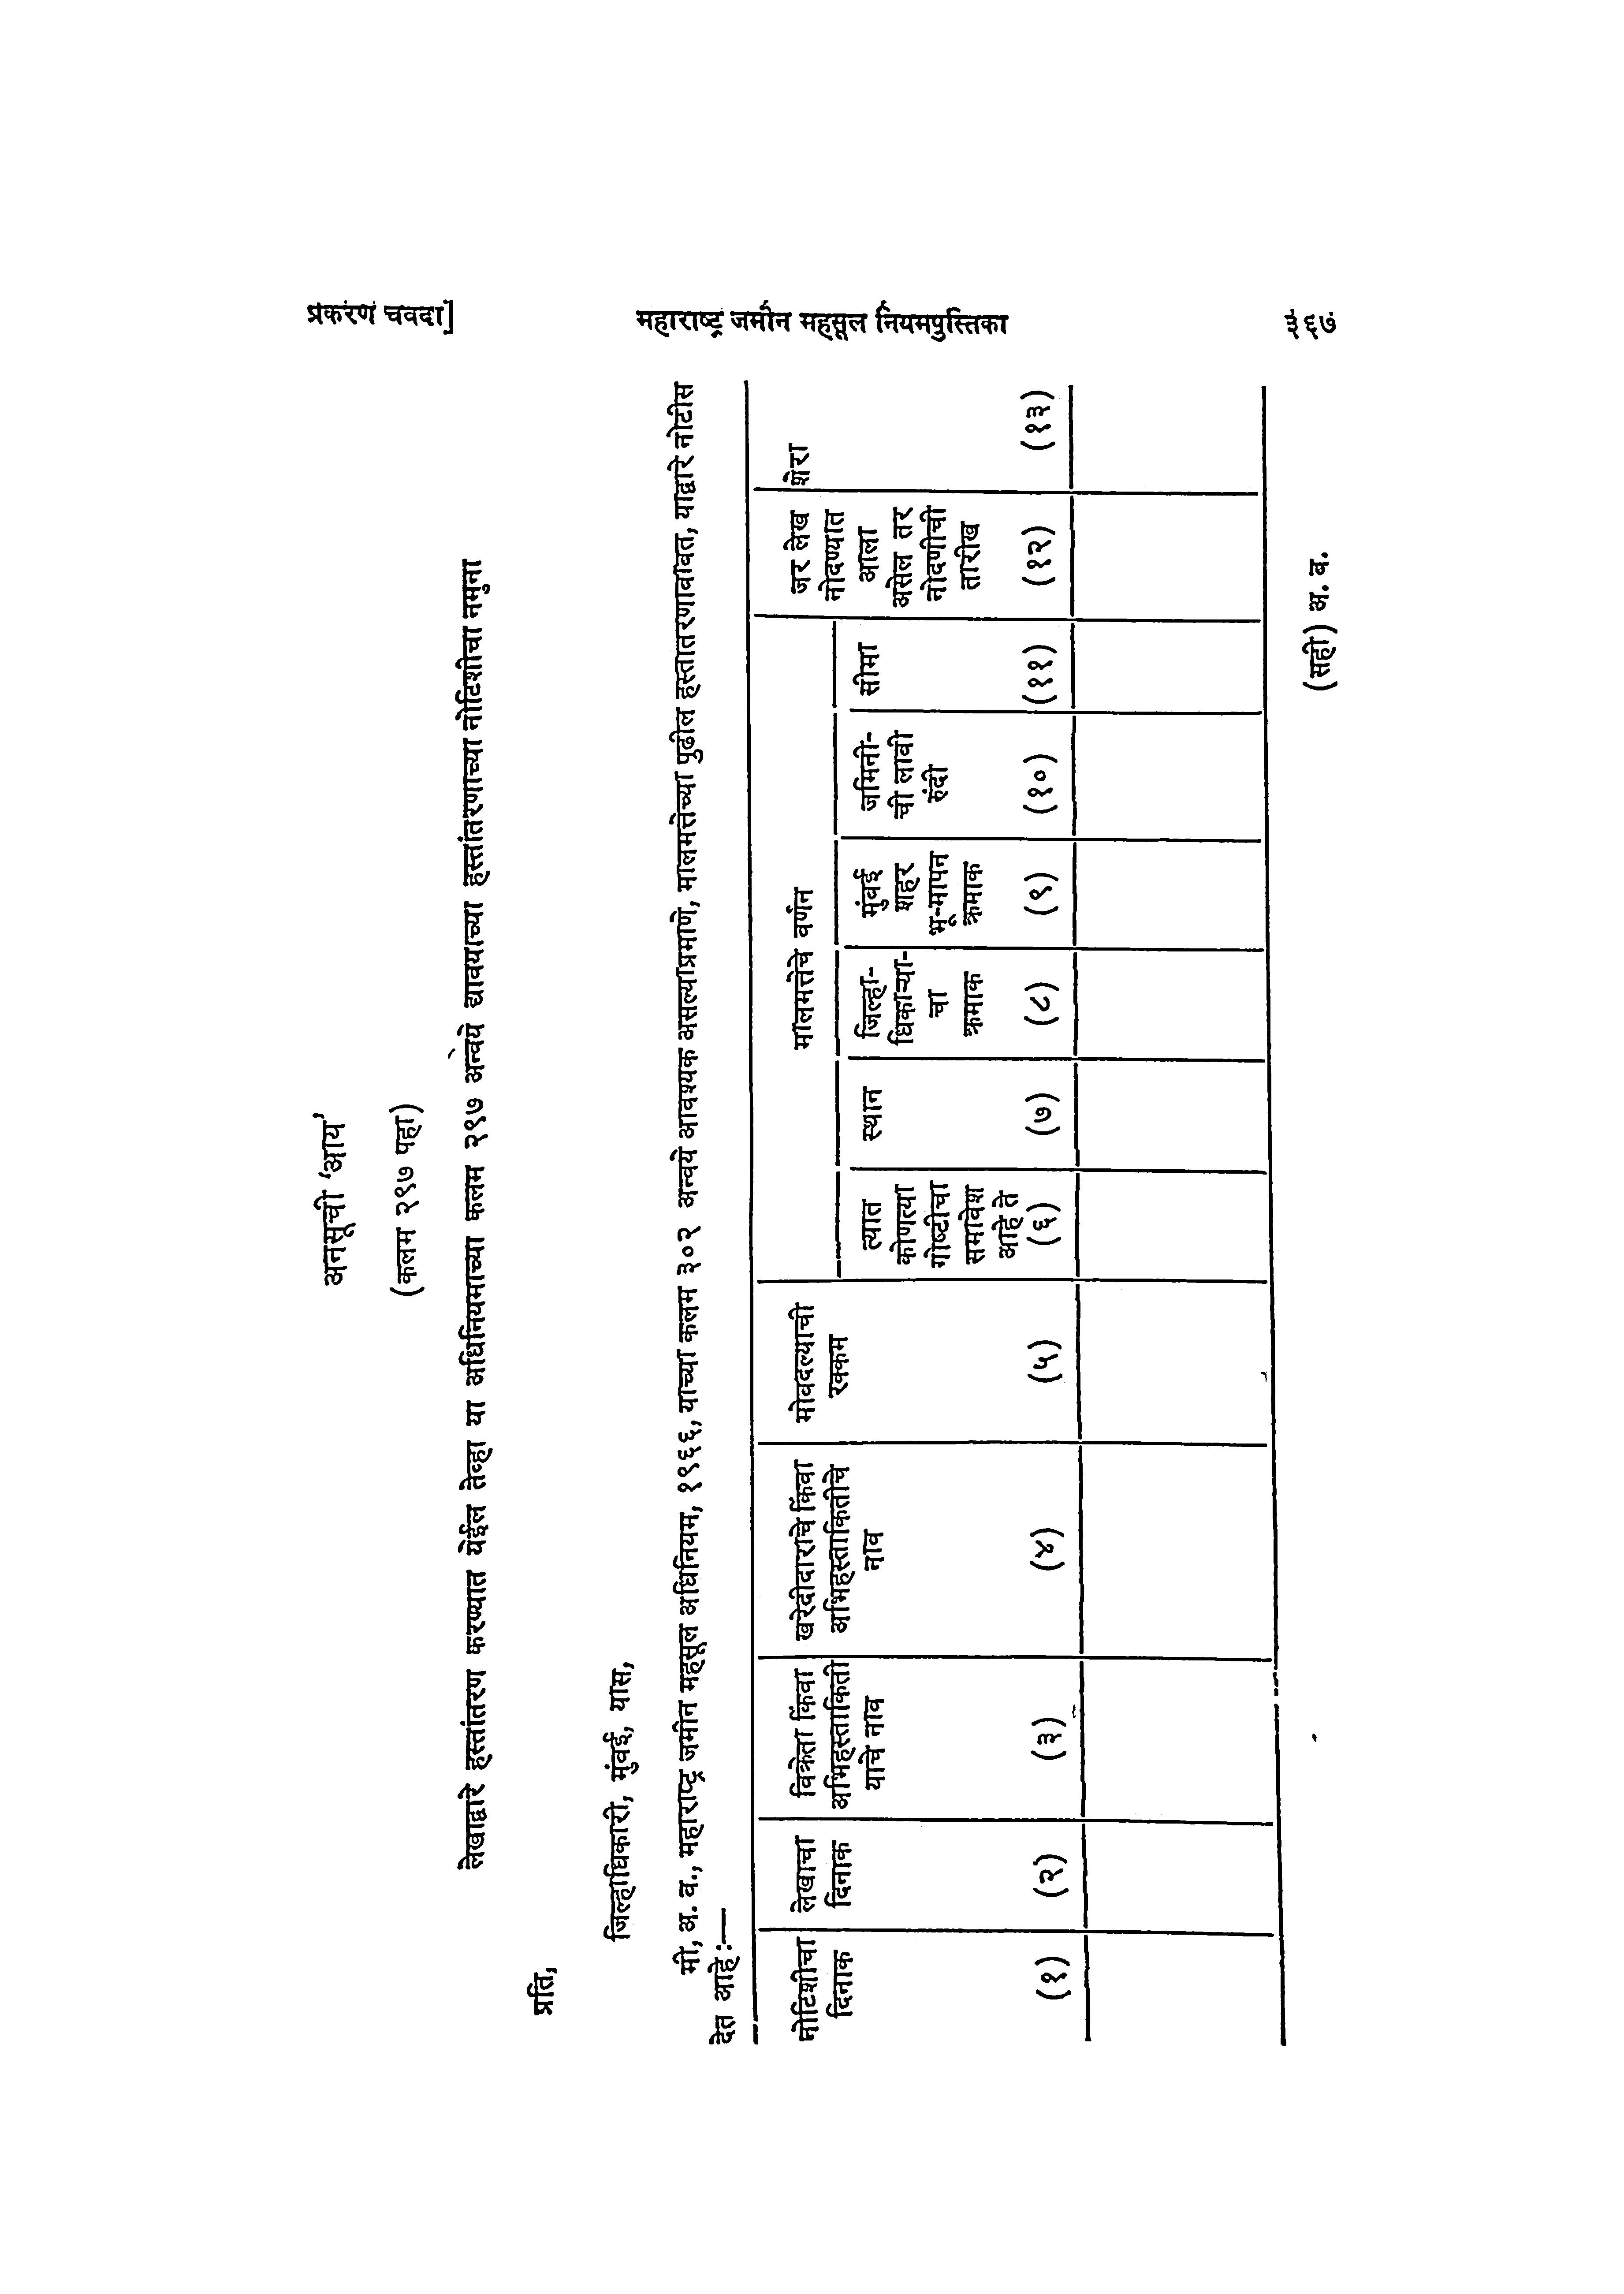 प्रकरण चवदा]
महाराष्ट्र जमीन महसूल नियमपुस्तिका
३६७
अनसूची 'आय'
(कलम २९७ पहा)
लेखाद्वारे हस्तांतरण करण्यात येईल तेव्हा या अधिनियमाच्या कलम २९७ अन्वये द्यावयाच्या हस्तांतरणाच्या नोटिशीचा नमुना
प्रति,
जिल्हाधिकारी, मुंबई, यांस,
मी, अ. ब., महाराष्ट्र जमीन महसूल अधिनियम, १९६६, याच्या कलम ३०२ अन्वये आवश्यक असल्याप्रमाणे, मालमत्तेच्या पुढील हस्तांतरणाबाबत, याद्वारे नोटीस
देत आहे :—
नोटिशीचा
दिनांक
(१)
लेखाचा
दिनांक
(२)
विक्रेता किंवा
अभिहस्तांकिती
याचे नांव
(३)
खरेदीदाराचे किंवा
अभिहस्तांकितीचे
नांव
(४)
मोबदल्याची
रक्कम
(५)
मालमत्तेचे वर्णन
त्यात
कोणत्या
गोष्टींचा
समावेश
आहे ते
(६)
स्थान
(७)
जिल्हा-
धिकाऱ्यां-
चा
क्रमांक
(८)
मुंबई
शहर
भू-मापन
क्रमांक
(९)
जमिनी-
ची लांबी
रुंदी
(१०)
सीमा
(११)
जर लेख
नोंदण्यात
आला
असेल तर
नोंदणीची
तारीख
(१२)
शेरा
(१३)
(सही) अ. ब.